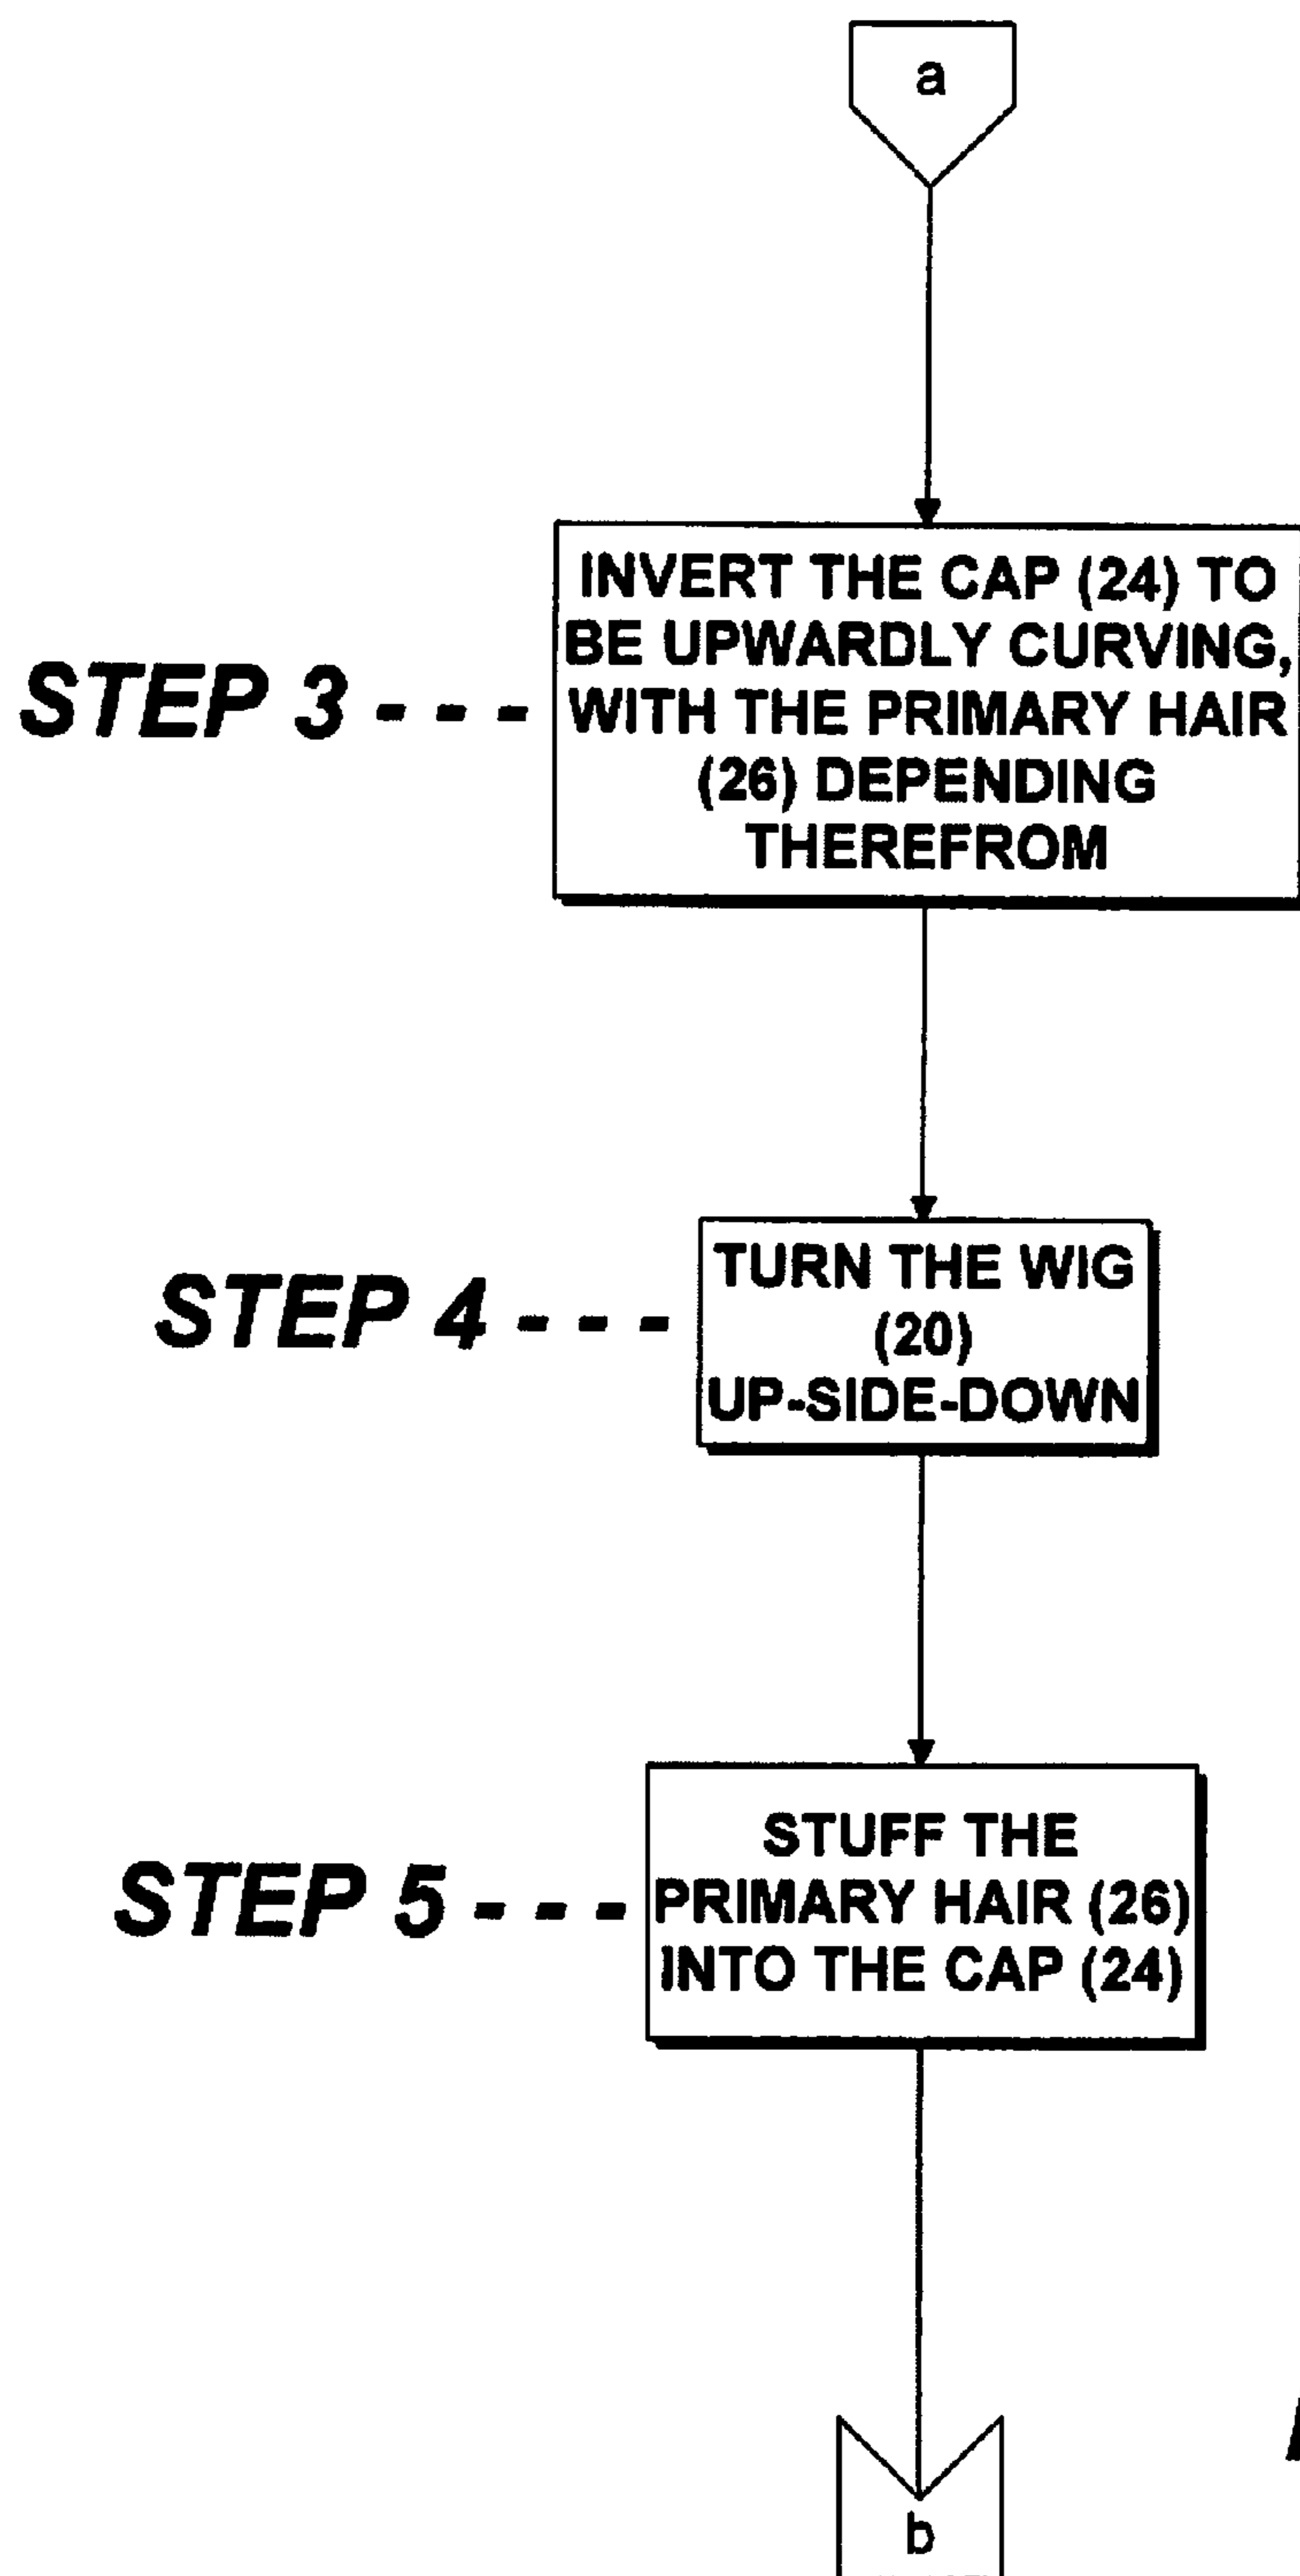 a
INVERT THE CAP (24) TO
BE UPWARDLY CURVING,
STEP 3 - - - WITH THE PRIMARY HAIR
(26) DEPENDING
THEREFROM
TURN THE WIG
STEP 4 - - - (20)
UP-SIDE-DOWN
STUFF THE
STEP 5 - - - PRIMARY HAIR (26)
INTO THE CAP (24)
b